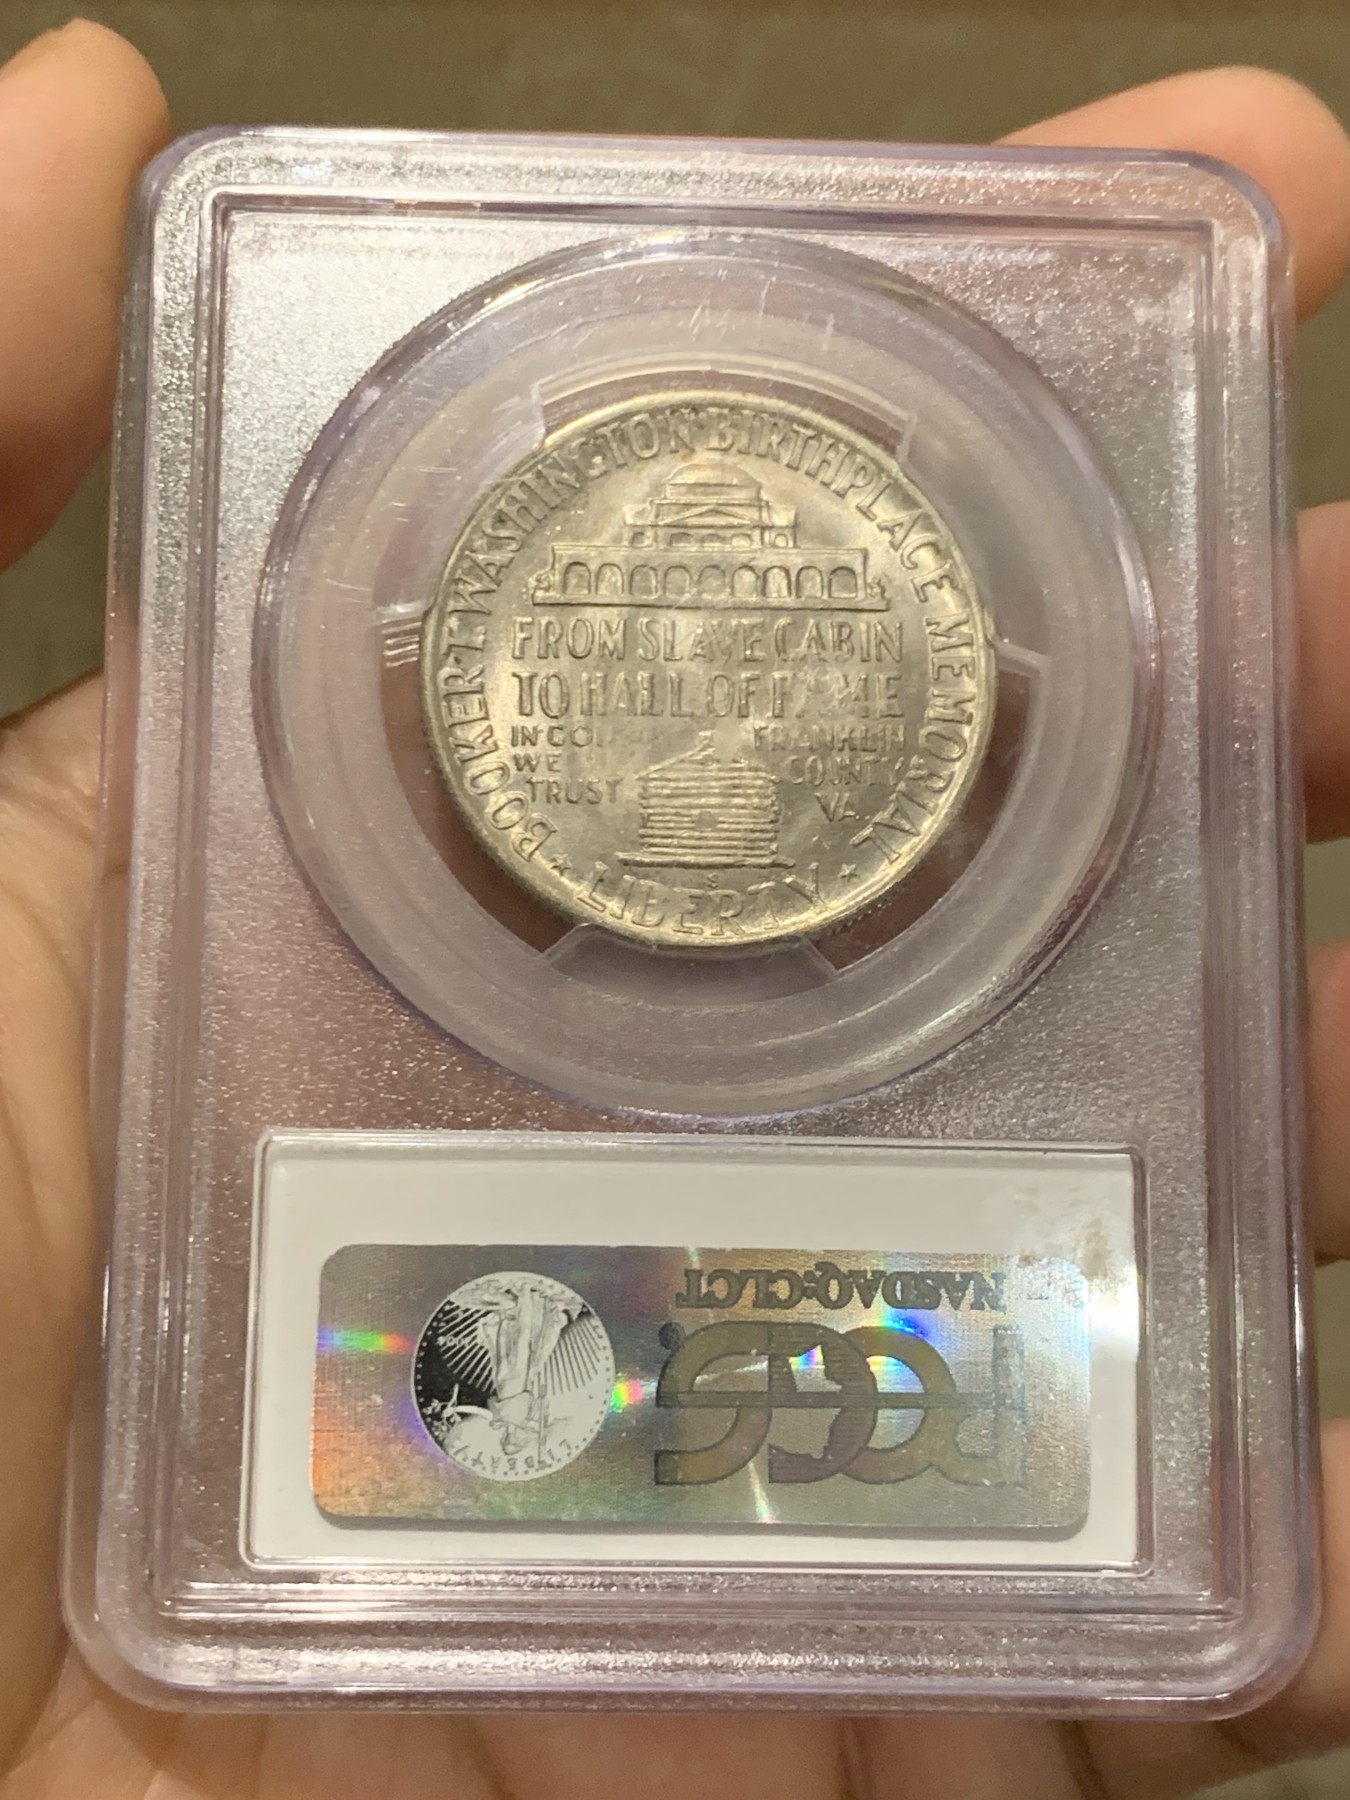 BOOKER T. WASHINGTON BIRTHPLACE MEMORIAL
FROM SLAVE CABIN
TO HALL OF FAME
IN GOD
WE
TRUST
FRANKLIN
COUNTY
VA.
S
LIBERTY
NASDAQ:CLCT
PCGS®
LIBERTY